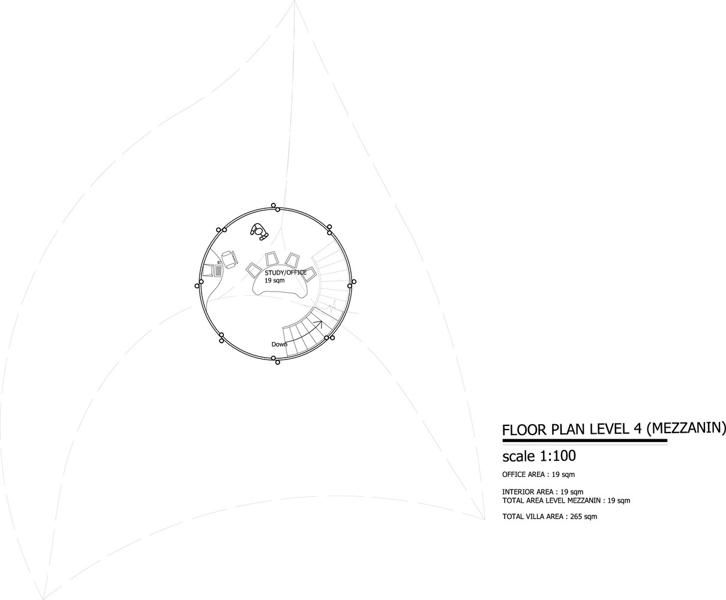 STUDY/OFFICE
19 sqm
Down
FLOOR PLAN LEVEL 4 (MEZZANIN)
scale 1:100
OFFICE AREA : 19 sqm
INTERIOR AREA : 19 sqm
TOTAL AREA LEVEL MEZZANIN : 19 sqm
TOTAL VILLA AREA : 265 sqm